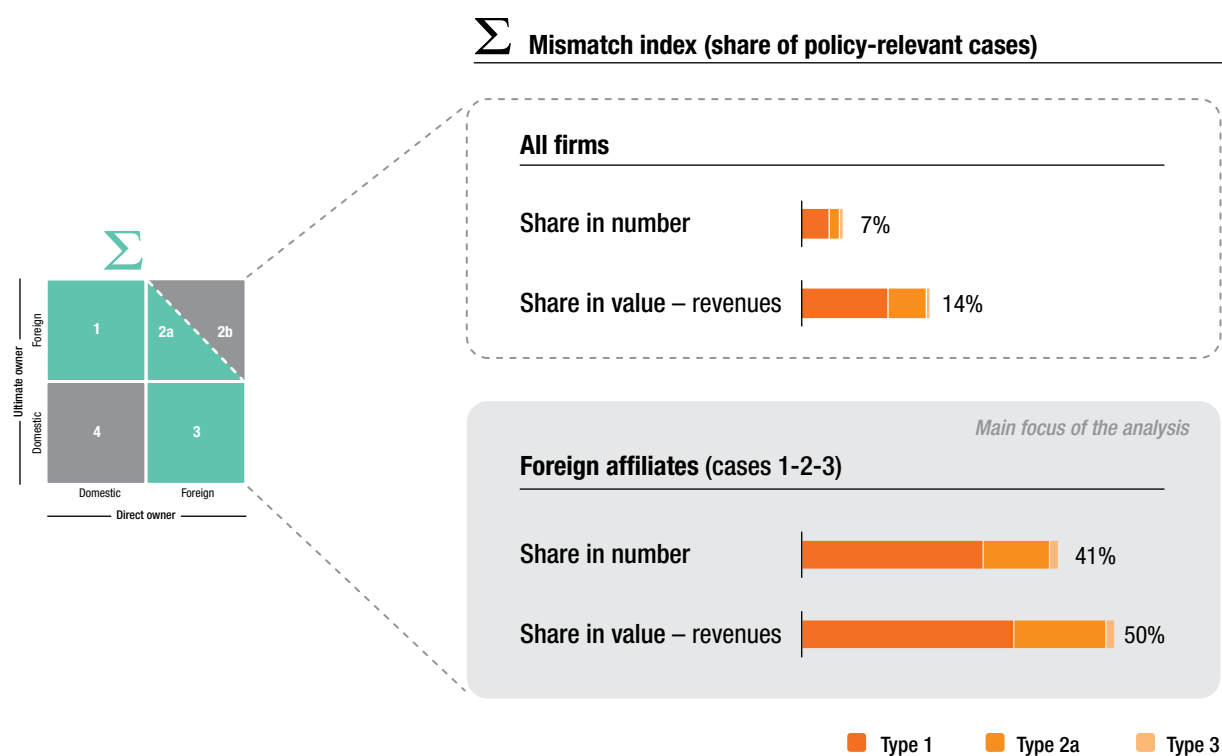 Σ Mismatch index (share of policy-relevant cases)
All firms
Share in number
7%
Share in value – revenues
14%
Σ
Ultimate owner
Foreign
Domestic
1
2a
2b
4
3
Domestic
Foreign
Direct owner
Main focus of the analysis
Foreign affiliates (cases 1-2-3)
Share in number
41%
Share in value – revenues
50%
Type 1
Type 2a
Type 3